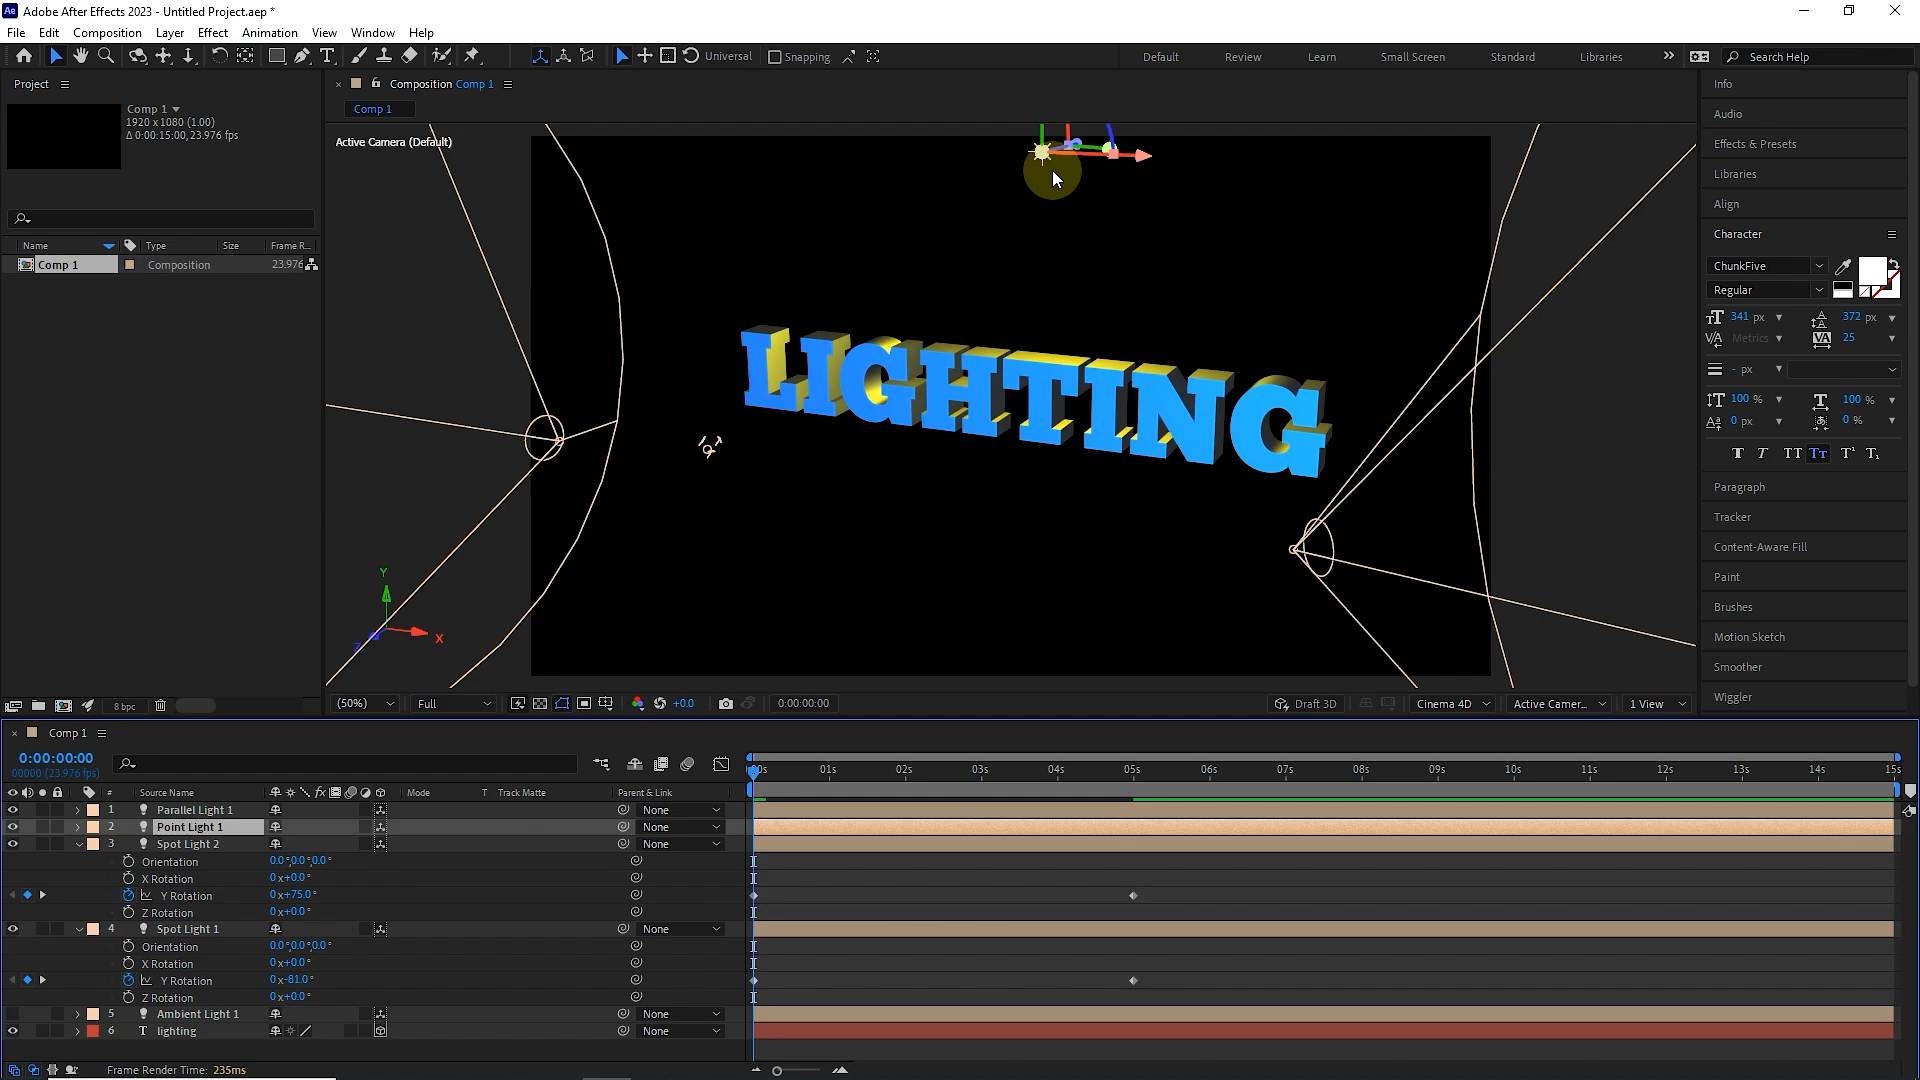 Adobe After Effects 2023 - Untitled Project.aep *
File Edit Composition Layer Effect Animation View Window Help
Universal Snapping Default Review Learn Small Screen Standard Libraries Search Help
Project
Composition Comp 1
Comp 1
Comp 1
1920 x 1080 (1.00)
Δ 0:00:15:00, 23.976 fps
Active Camera (Default)
Name Type Size Frame R...
Comp 1 Composition 23.976
LIGHTING
Y
X
Z
8 bpc
(50%) Full +0.0 0:00:00:00 Draft 3D Cinema 4D Active Camer... 1 View
Info
Audio
Effects & Presets
Libraries
Align
Character
ChunkFive
Regular
341 px 372 px
Metrics 25
- px
100 % 100 %
0 px 0 %
T T TT Tт T¹ T₁
Paragraph
Tracker
Content-Aware Fill
Paint
Brushes
Motion Sketch
Smoother
Wiggler
Comp 1
0:00:00:00
00000 (23.976 fps)
:00s 01s 02s 03s 04s 05s 06s 07s 08s 09s 10s 11s 12s 13s 14s 15s
# Source Name Mode T Track Matte Parent & Link
1 Parallel Light 1 None
2 Point Light 1 None
3 Spot Light 2 None
Orientation 0.0°,0.0°,0.0°
X Rotation 0x+0.0°
Y Rotation 0x+75.0°
Z Rotation 0x+0.0°
4 Spot Light 1 None
Orientation 0.0°,0.0°,0.0°
X Rotation 0x+0.0°
Y Rotation 0x-81.0°
Z Rotation 0x+0.0°
5 Ambient Light 1 None
6 T lighting None
Frame Render Time: 235ms